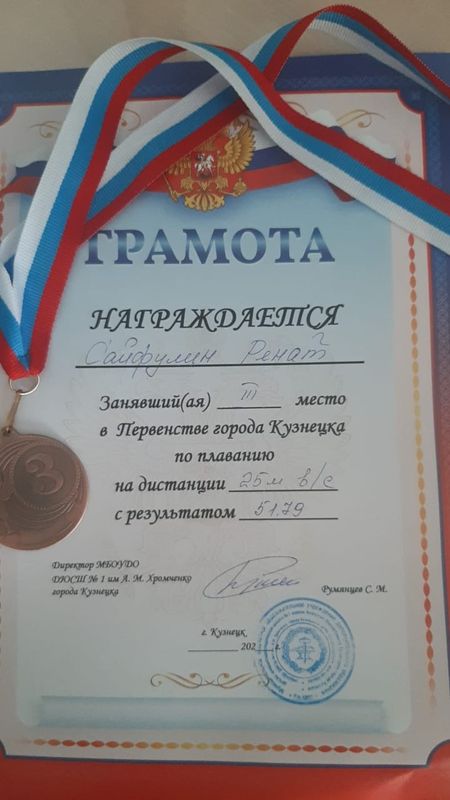 ГРАМОТА
НАГРАЖДАЕТСЯ
Сайфулин Ренат
Занявший(ая) III место
в Первенстве города Кузнецка
по плаванию
на дистанции 25м в/с
с результатом 51.79
Директор МБОУДО
ДЮСШ № 1 им А. М. Хромченко
города Кузнецка
Румянцев С. М.
г. Кузнецк
202 г.
3